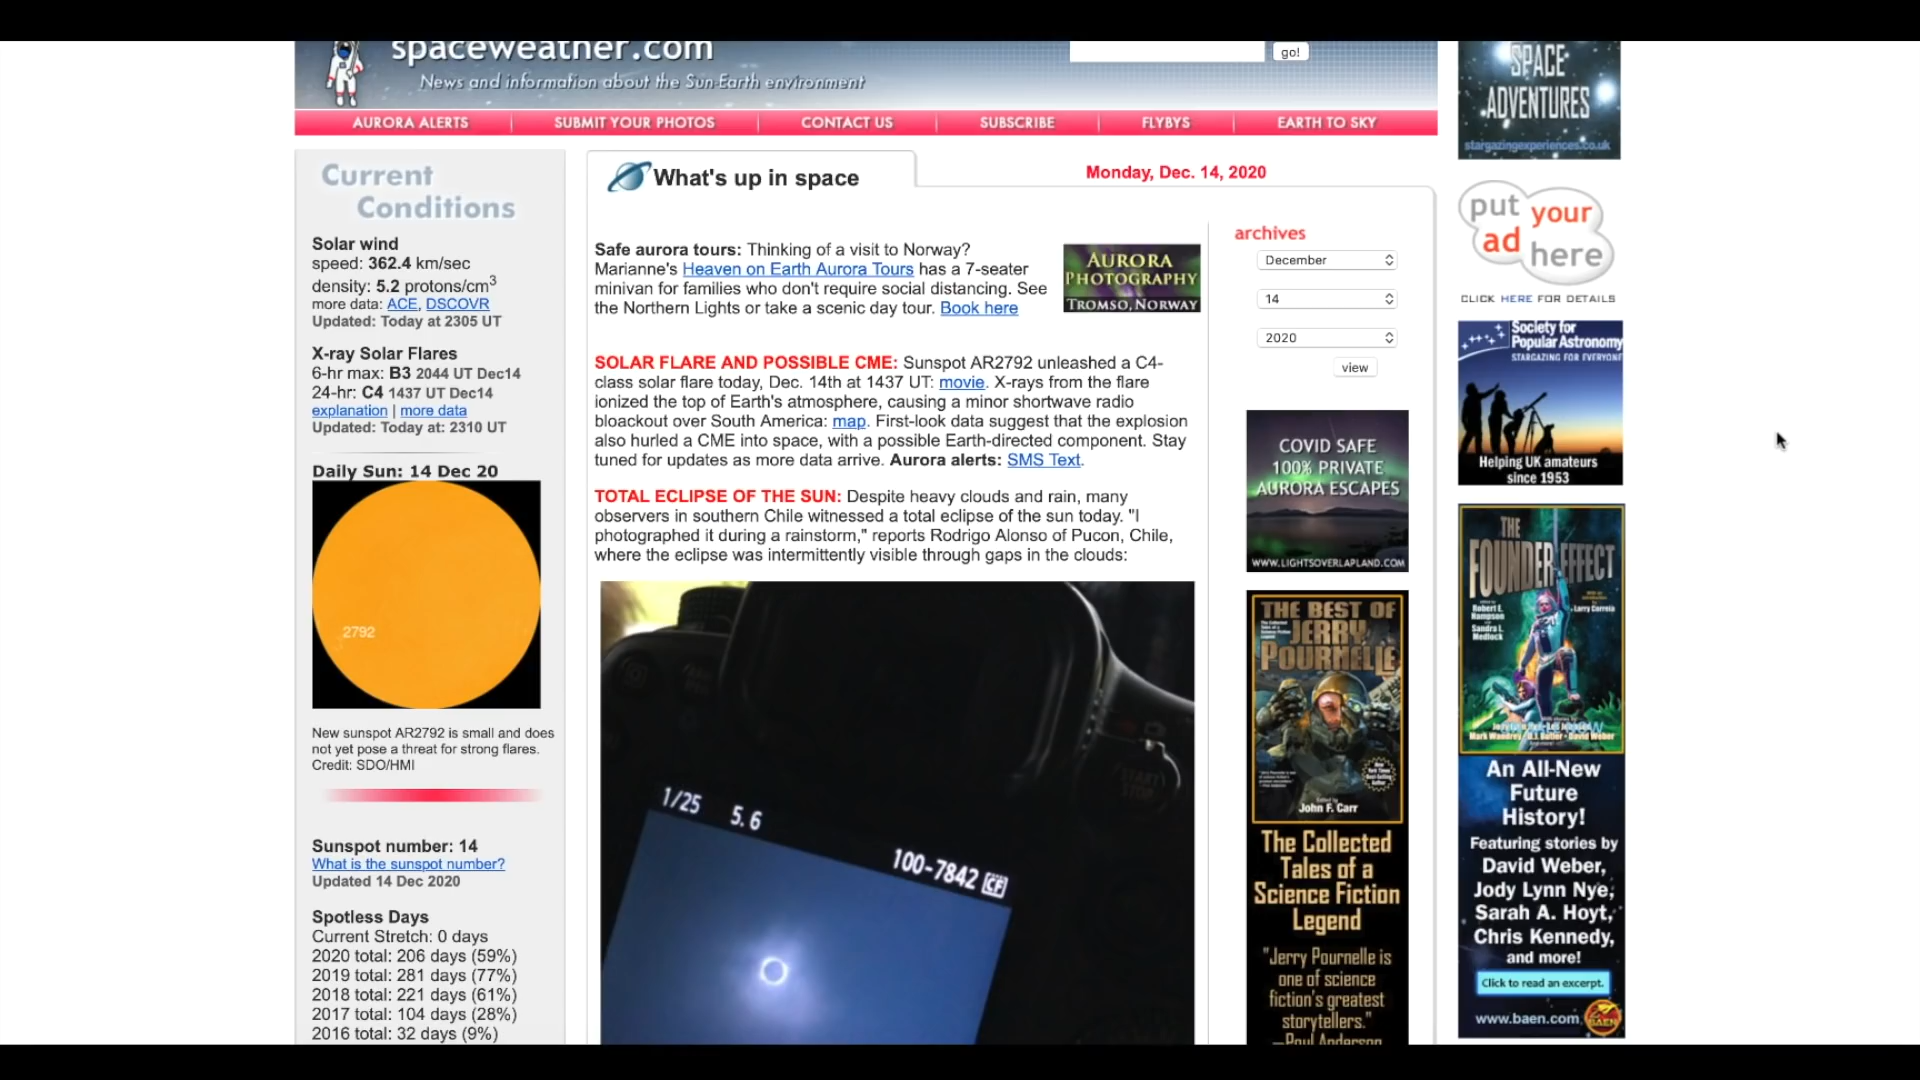 spaceweather.com
go!
News and information about the Sun-Earth environment
AURORA ALERTS
SUBMIT YOUR PHOTOS
CONTACT US
SUBSCRIBE
FLYBYS
EARTH TO SKY
Current
Conditions
Solar wind
speed: 362.4 km/sec
density: 5.2 protons/cm3
more data: ACE, DSCOVR
Updated: Today at 2305 UT
X-ray Solar Flares
6-hr max: B3 2044 UT Dec14
24-hr: C4 1437 UT Dec14
explanation | more data
Updated: Today at: 2310 UT
Daily Sun: 14 Dec 20
2792
New sunspot AR2792 is small and does
not yet pose a threat for strong flares.
Credit: SDO/HMI
Sunspot number: 14
What is the sunspot number?
Updated 14 Dec 2020
Spotless Days
Current Stretch: 0 days
2020 total: 206 days (59%)
2019 total: 281 days (77%)
2018 total: 221 days (61%)
2017 total: 104 days (28%)
2016 total: 32 days (9%)
What's up in space
Monday, Dec. 14, 2020
Safe aurora tours: Thinking of a visit to Norway?
Marianne's Heaven on Earth Aurora Tours has a 7-seater
minivan for families who don't require social distancing. See
the Northern Lights or take a scenic day tour. Book here
AURORA
PHOTOGRAPHY
TROMSO, NORWAY
SOLAR FLARE AND POSSIBLE CME: Sunspot AR2792 unleashed a C4-
class solar flare today, Dec. 14th at 1437 UT: movie. X-rays from the flare
ionized the top of Earth's atmosphere, causing a minor shortwave radio
bloackout over South America: map. First-look data suggest that the explosion
also hurled a CME into space, with a possible Earth-directed component. Stay
tuned for updates as more data arrive. Aurora alerts: SMS Text.
TOTAL ECLIPSE OF THE SUN: Despite heavy clouds and rain, many
observers in southern Chile witnessed a total eclipse of the sun today. "I
photographed it during a rainstorm," reports Rodrigo Alonso of Pucon, Chile,
where the eclipse was intermittently visible through gaps in the clouds:
1/25 5.6
100-7842 CF
START
STOP
archives
December
14
2020
view
COVID SAFE
100% PRIVATE
AURORA ESCAPES
WWW.LIGHTSOVERLAPLAND.COM
THE BEST OF
JERRY
POURNELLE
Edited by
John F. Carr
The Collected
Tales of a
Science Fiction
Legend
"Jerry Pournelle is
one of science
fiction's greatest
storytellers."
—Poul Anderson
SPACE
ADVENTURES
stargazingexperiences.co.uk
put your
ad here
CLICK HERE FOR DETAILS
Society for
Popular Astronomy
STARGAZING FOR EVERYONE
Helping UK amateurs
since 1953
THE
FOUNDER EFFECT
Robert E.
Hampson
Sandra L.
Medlock
Larry Correia
Mark Wandrey
David Weber
An All-New
Future
History!
Featuring stories by
David Weber,
Jody Lynn Nye,
Sarah A. Hoyt,
Chris Kennedy,
and more!
Click to read an excerpt.
www.baen.com
BAEN